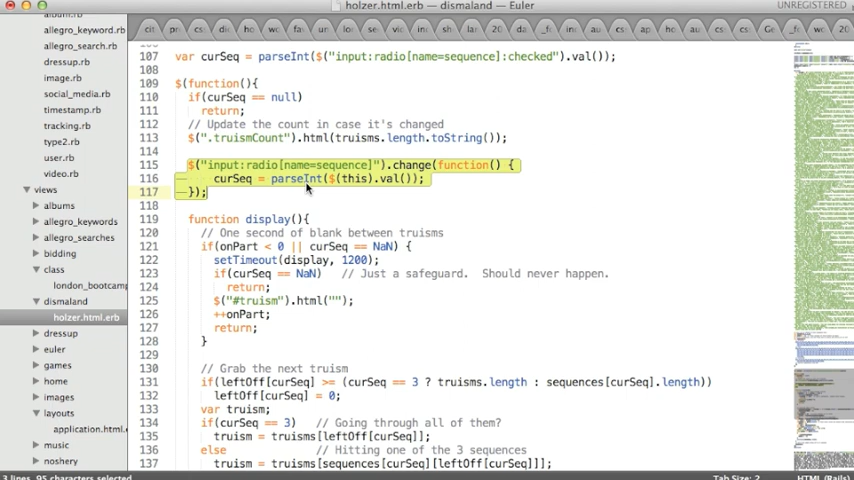 holzer.html.erb — dismaland — Euler
UNREGISTERED
allegro_keyword.rb
allegro_search.rb
dressup.rb
image.rb
social_media.rb
timestamp.rb
tracking.rb
type2.rb
user.rb
video.rb
views
albums
allegro_keywords
allegro_searches
bidding
class
london_bootcamp
dismaland
holzer.html.erb
dressup
euler
games
home
images
layouts
application.html.e
music
noshery
107 var curSeq = parseInt($("input:radio[name=sequence]:checked").val());
108
109 $(function(){
110 if(curSeq == null)
111 return;
112 // Update the count in case it's changed
113 $(".truismCount").html(truisms.length.toString());
114
115 $("input:radio[name=sequence]").change(function() {
116 curSeq = parseInt($(this).val());
117 });
118
119 function display(){
120 // One second of blank between truisms
121 if(onPart < 0 || curSeq == NaN) {
122 setTimeout(display, 1200);
123 if(curSeq == NaN) // Just a safeguard. Should never happen.
124 return;
125 $("#truism").html("");
126 ++onPart;
127 return;
128 }
129
130 // Grab the next truism
131 if(leftOff[curSeq] >= (curSeq == 3 ? truisms.length : sequences[curSeq].length))
132 leftOff[curSeq] = 0;
133 var truism;
134 if(curSeq == 3) // Going through all of them?
135 truism = truisms[leftOff[curSeq]];
136 else // Hitting one of the 3 sequences
137 truism = truisms[sequences[curSeq][leftOff[curSeq]]];
3 lines, 95 characters selected
Tab Size: 2
HTML (Rails)